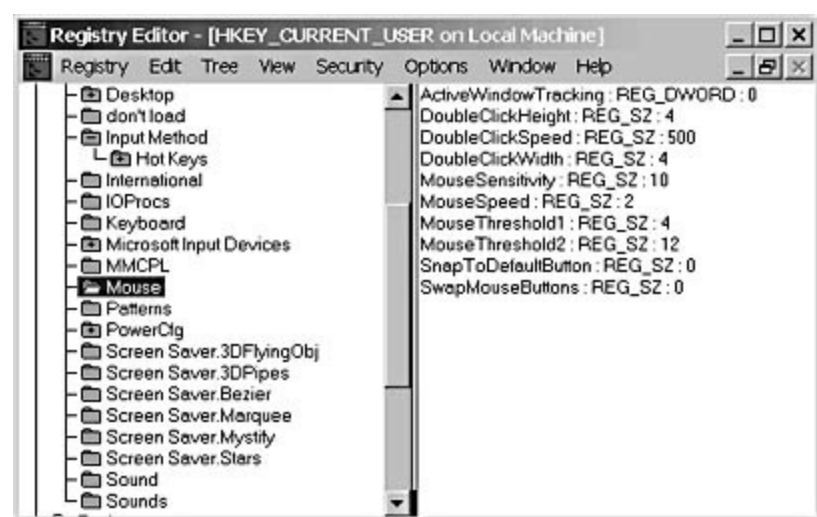 Registry Editor - [HKEY_CURRENT_USER on Local Machine]
Registry Edit Tree View Security Options Window Help
Desktop
don't load
Input Method
Hot Keys
International
IOProcs
Keyboard
Microsoft Input Devices
MMCPL
Mouse
Patterns
PowerCfg
Screen Saver.3DFlyingObj
Screen Saver.3DPipes
Screen Saver.Bezier
Screen Saver.Marquee
Screen Saver.Mystify
Screen Saver.Stars
Sound
Sounds
ActiveWindowTracking : REG_DWORD : 0
DoubleClickHeight : REG_SZ : 4
DoubleClickSpeed : REG_SZ : 500
DoubleClickWidth : REG_SZ : 4
MouseSensitivity : REG_SZ : 10
MouseSpeed : REG_SZ : 2
MouseThreshold1 : REG_SZ : 4
MouseThreshold2 : REG_SZ : 12
SnapToDefaultButton : REG_SZ : 0
SwapMouseButtons : REG_SZ : 0